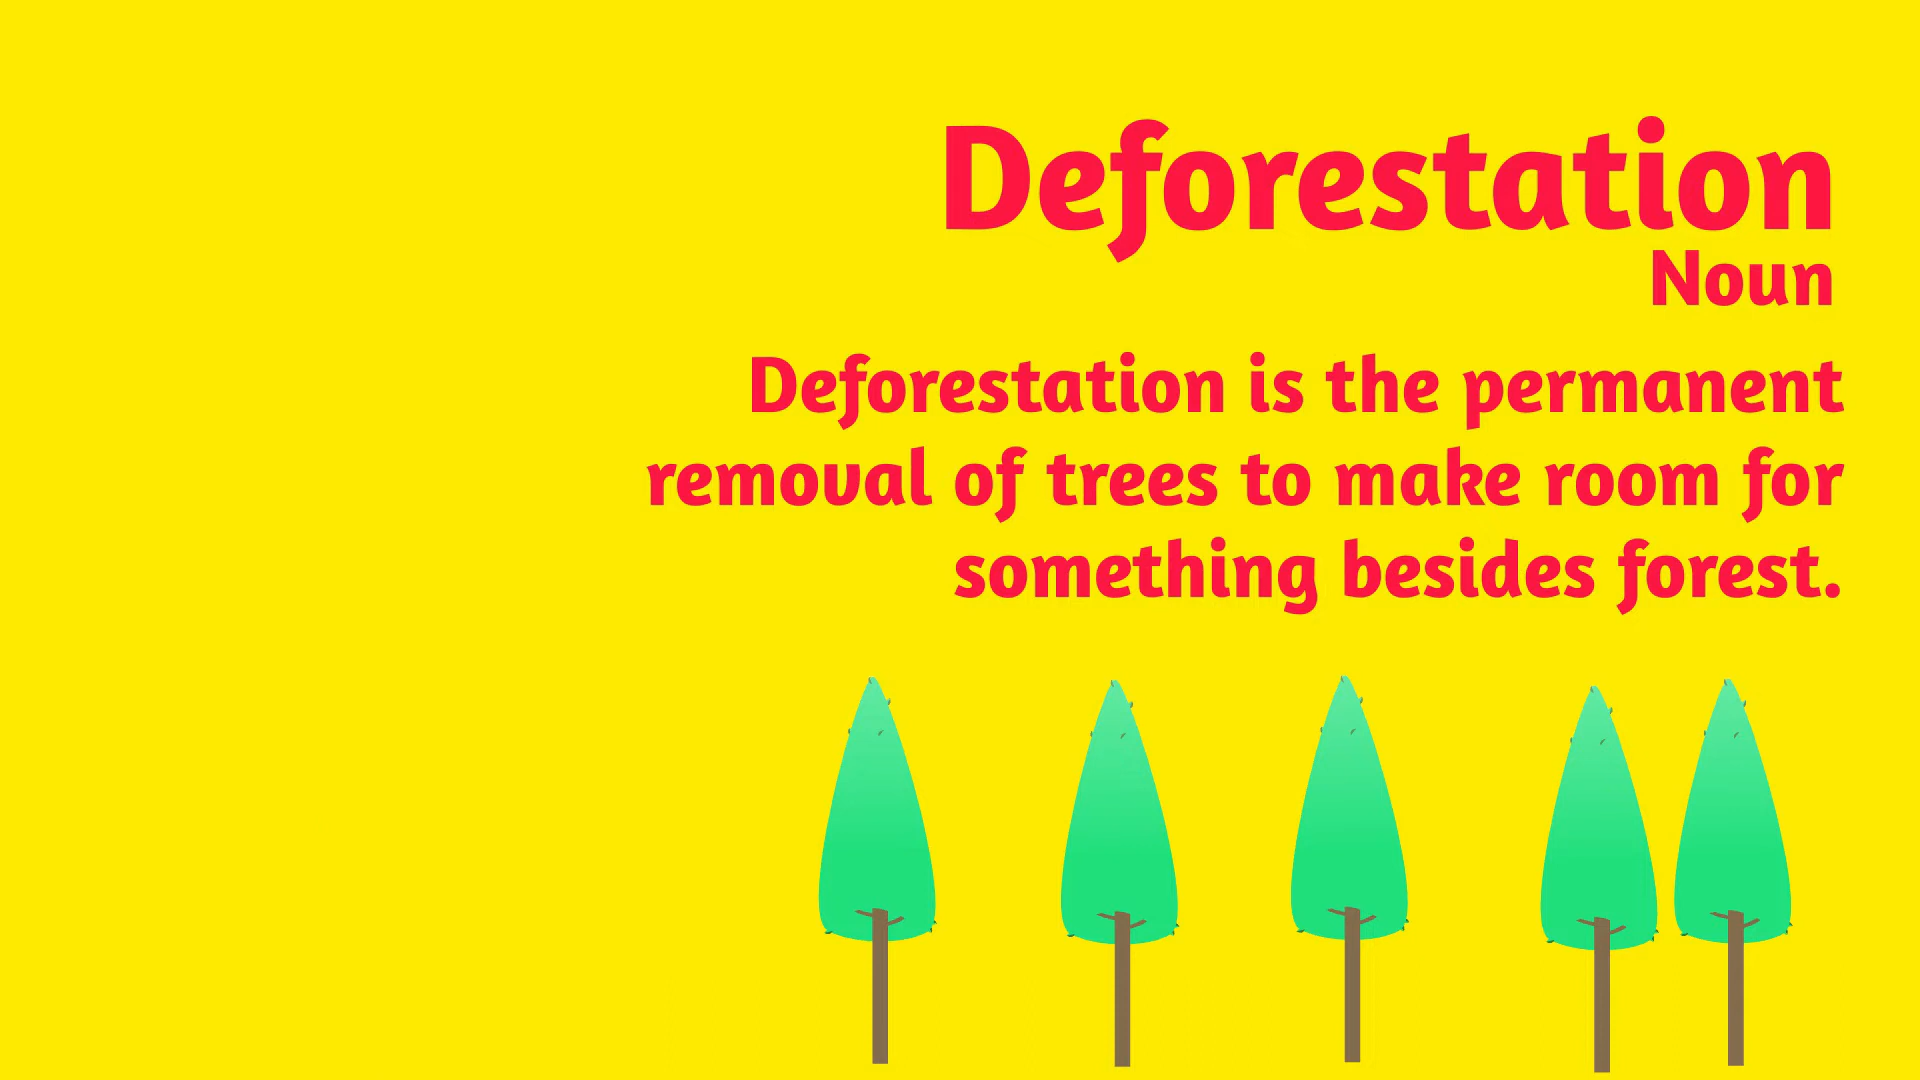 Deforestation
Noun
Deforestation is the permanent
removal of trees to make room for
something besides forest.